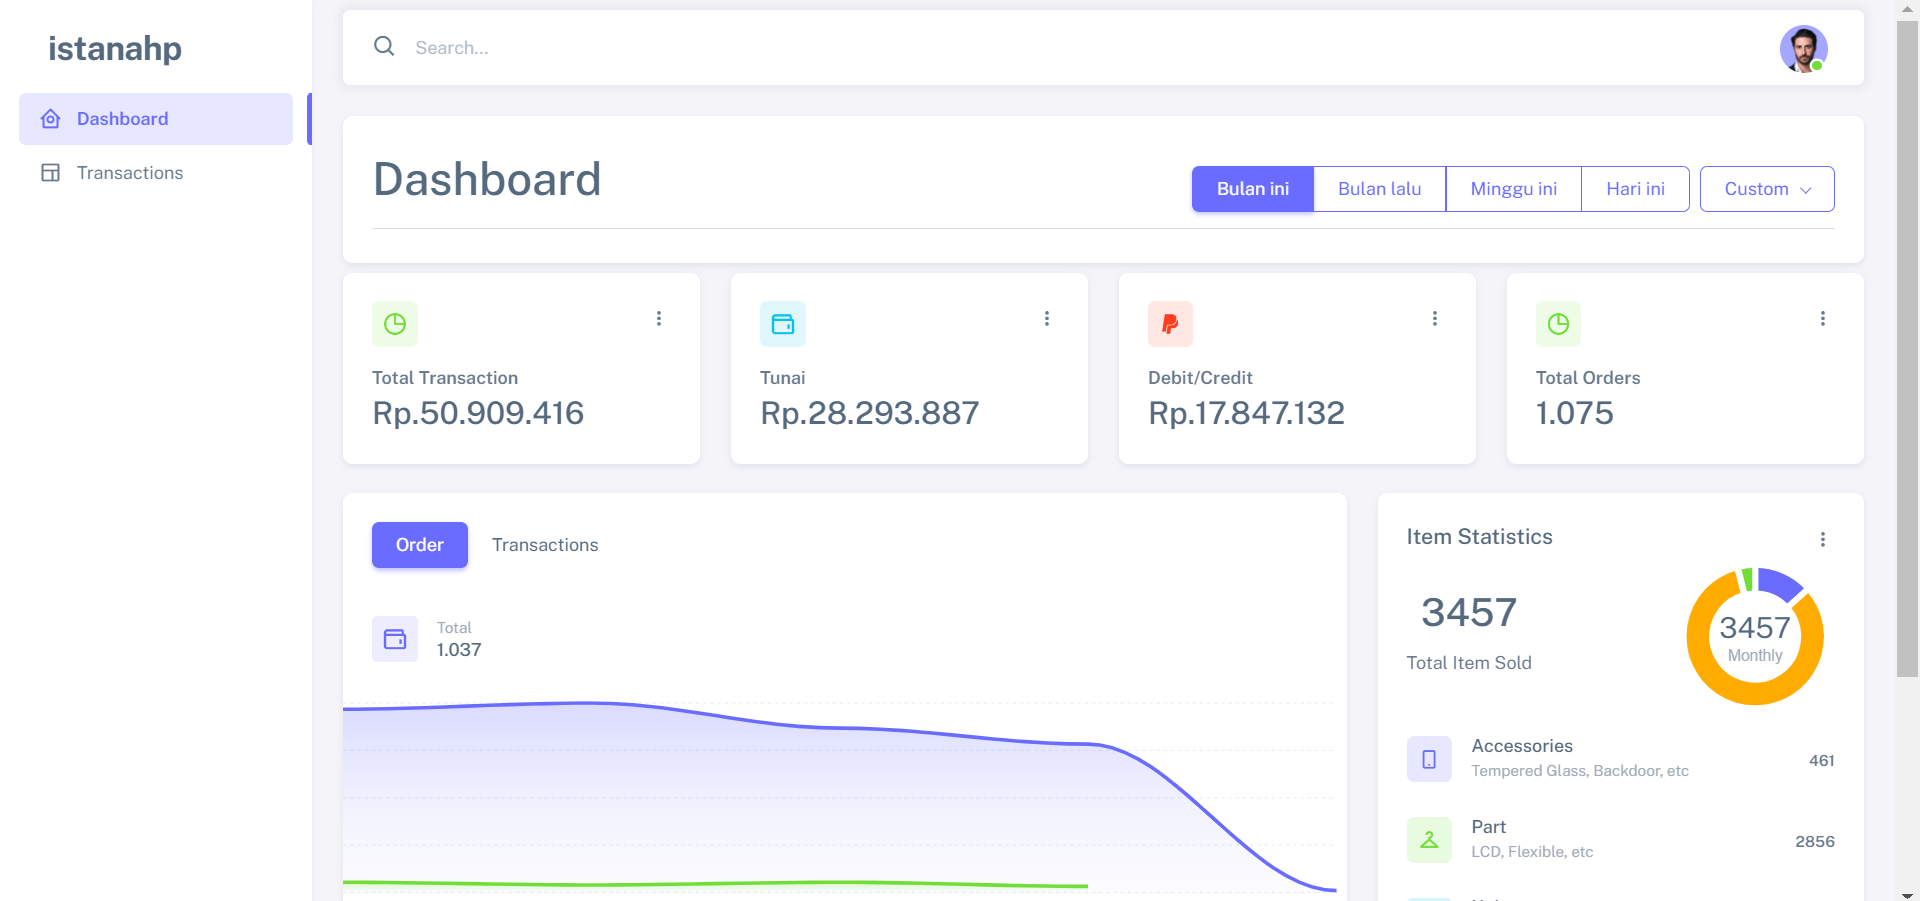 istanahp
Dashboard
Transactions
Search...
Dashboard
Bulan ini
Bulan lalu
Minggu ini
Hari ini
Custom
Total Transaction
Rp.50.909.416
Tunai
Rp.28.293.887
Debit/Credit
Rp.17.847.132
Total Orders
1.075
Order
Transactions
Total
1.037
Item Statistics
3457
Total Item Sold
3457
Monthly
Accessories
Tempered Glass, Backdoor, etc
461
Part
LCD, Flexible, etc
2856